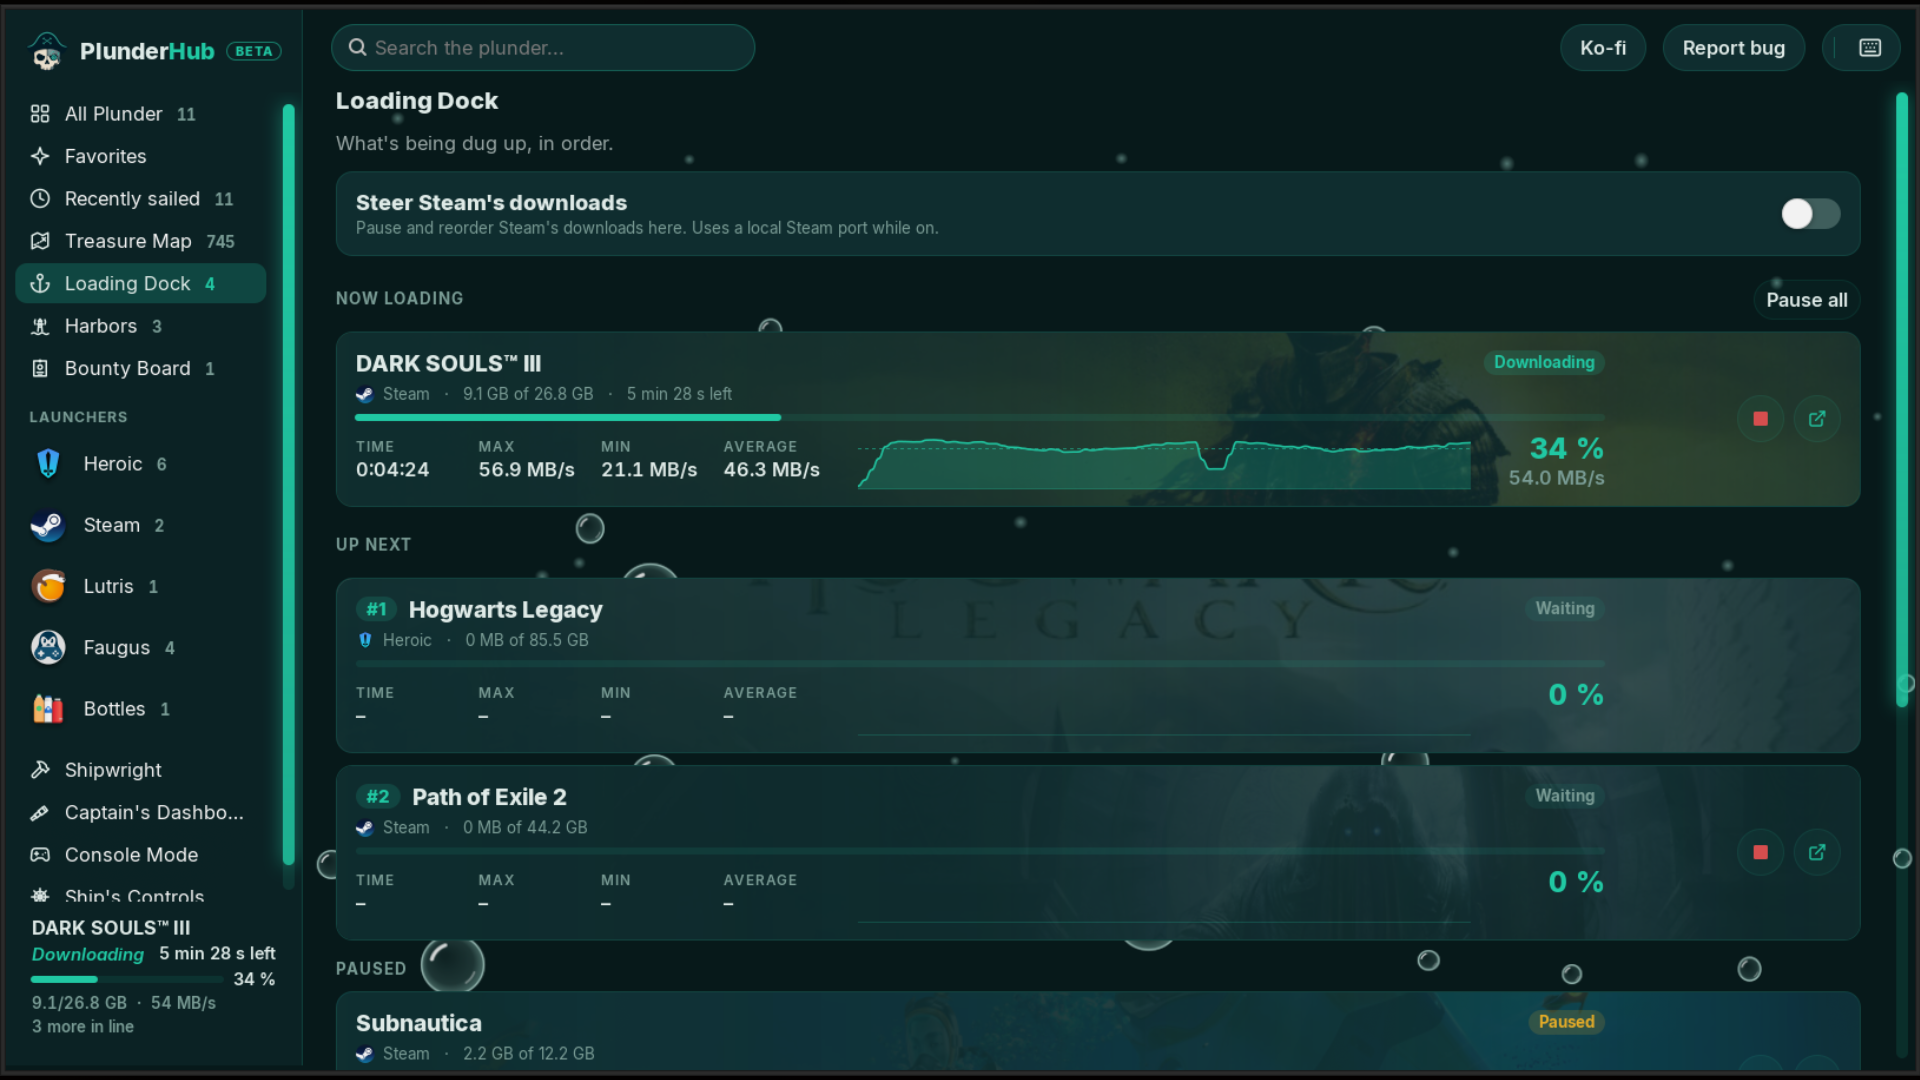 PlunderHub BETA
Search the plunder...
Ko-fi
Report bug
All Plunder 11
Favorites
Recently sailed 11
Treasure Map 745
Loading Dock 4
Harbors 3
Bounty Board 1
LAUNCHERS
Heroic 6
Steam 2
Lutris 1
Faugus 4
Bottles 1
Shipwright
Captain's Dashbo...
Console Mode
Ship's Controls
DARK SOULS™ III
Downloading 5 min 28 s left
34 %
9.1/26.8 GB · 54 MB/s
3 more in line
Loading Dock
What's being dug up, in order.
Steer Steam's downloads
Pause and reorder Steam's downloads here. Uses a local Steam port while on.
NOW LOADING
Pause all
DARK SOULS™ III
Downloading
Steam · 9.1 GB of 26.8 GB · 5 min 28 s left
TIME MAX MIN AVERAGE
0:04:24 56.9 MB/s 21.1 MB/s 46.3 MB/s
34 %
54.0 MB/s
UP NEXT
#1 Hogwarts Legacy
LEGACY
Waiting
Heroic · 0 MB of 85.5 GB
TIME MAX MIN AVERAGE
– – – –
0 %
#2 Path of Exile 2
Waiting
Steam · 0 MB of 44.2 GB
TIME MAX MIN AVERAGE
– – – –
0 %
PAUSED
Subnautica
Paused
Steam · 2.2 GB of 12.2 GB